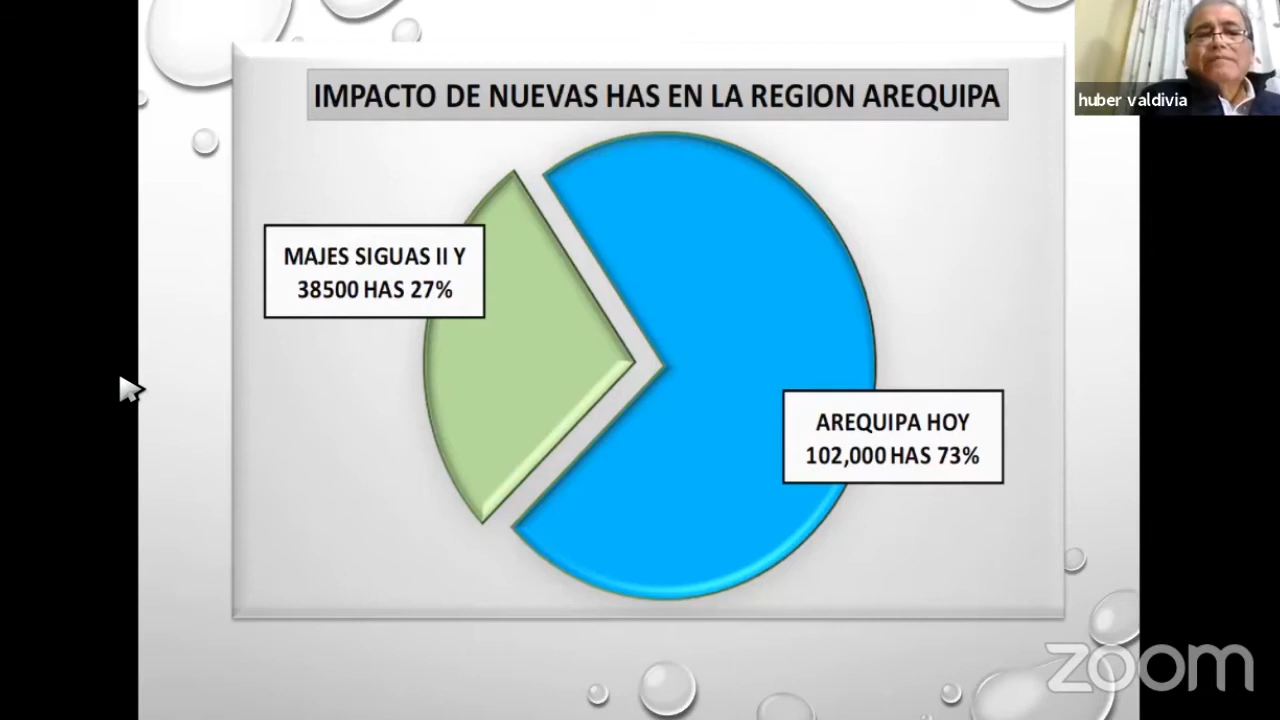 IMPACTO DE NUEVAS HAS EN LA REGION AREQUIPA
huber valdivia
MAJES SIGUAS II Y
38500 HAS 27%
AREQUIPA HOY
102,000 HAS 73%
zoom